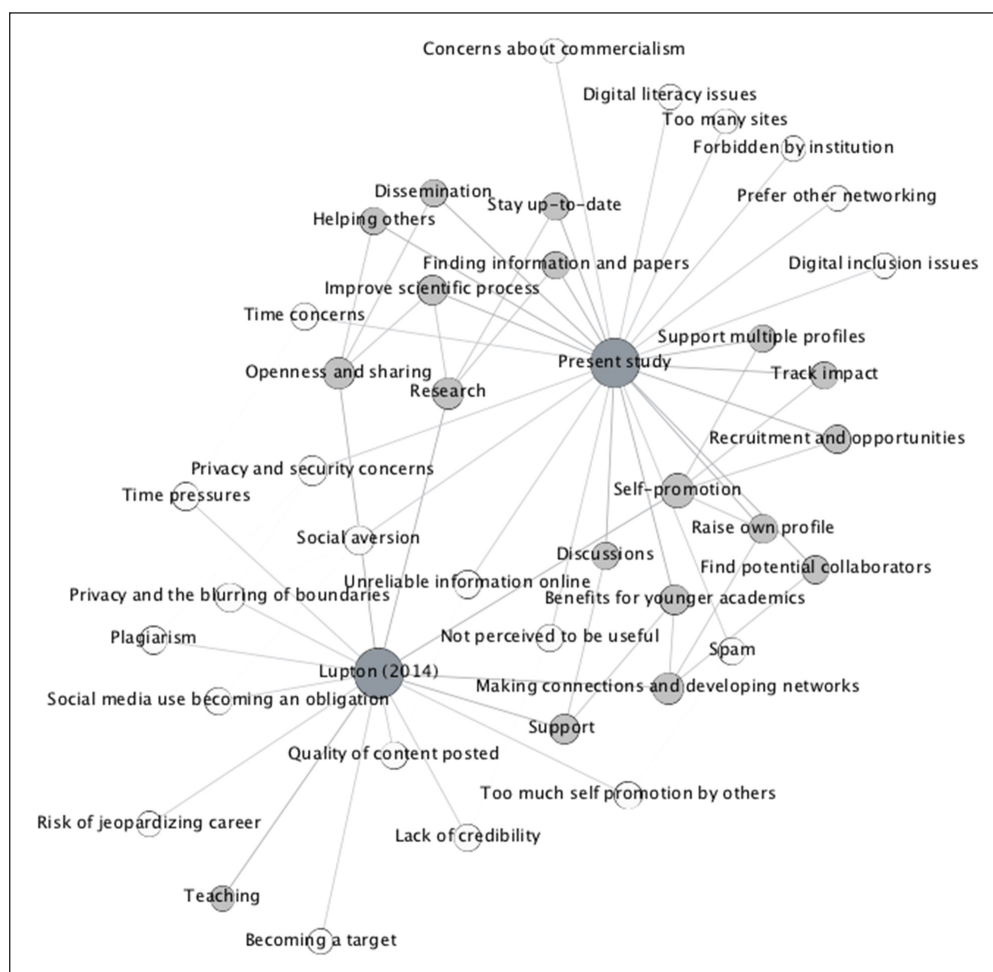 Concerns about commercialism
Digital literacy issues
Too many sites
Forbidden by institution
Dissemination
Prefer other networking
Stay up-to-date
Helping others
Finding information and papers
Digital inclusion issues
Improve scientific process
Time concerns
Support multiple profiles
Present study
Openness and sharing
Track impact
Research
Recruitment and opportunities
Privacy and security concerns
Self-promotion
Time pressures
Raise own profile
Social aversion
Discussions
Find potential collaborators
Unreliable information online
Privacy and the blurring of boundaries
Benefits for younger academics
Plagiarism
Not perceived to be useful
Spam
Lupton (2014)
Making connections and developing networks
Social media use becoming an obligation
Support
Quality of content posted
Too much self promotion by others
Risk of jeopardizing career
Lack of credibility
Teaching
Becoming a target